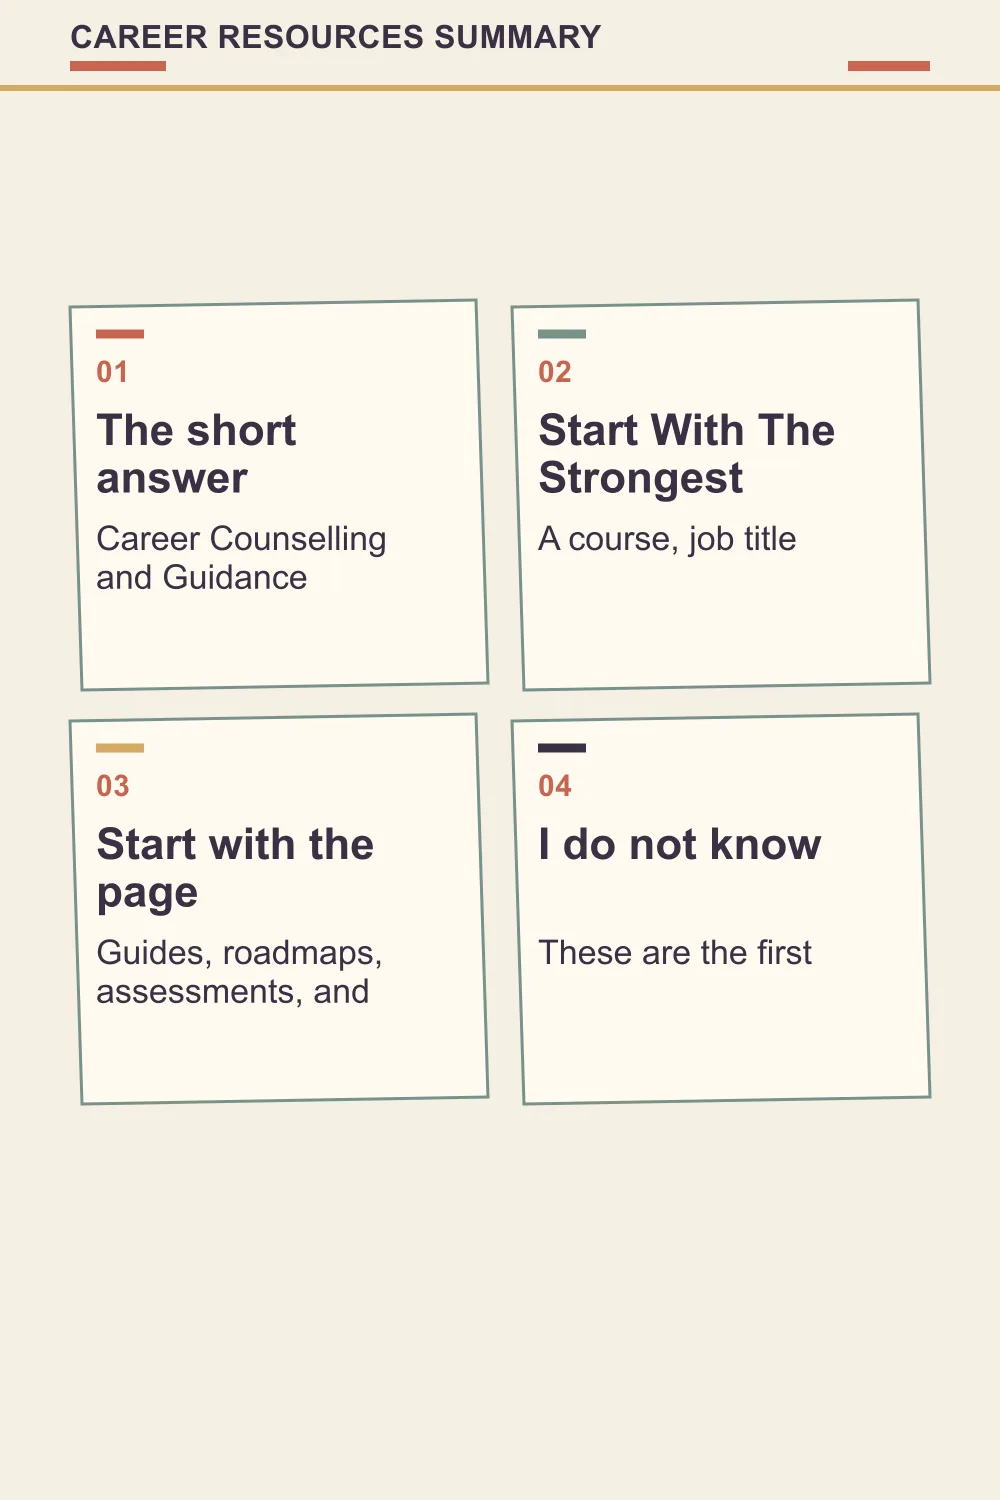 CAREER RESOURCES SUMMARY
01
The short
answer
Career Counselling
and Guidance
02
Start With The
Strongest
A course, job title
03
Start with the
page
Guides, roadmaps,
assessments, and
04
I do not know
These are the first